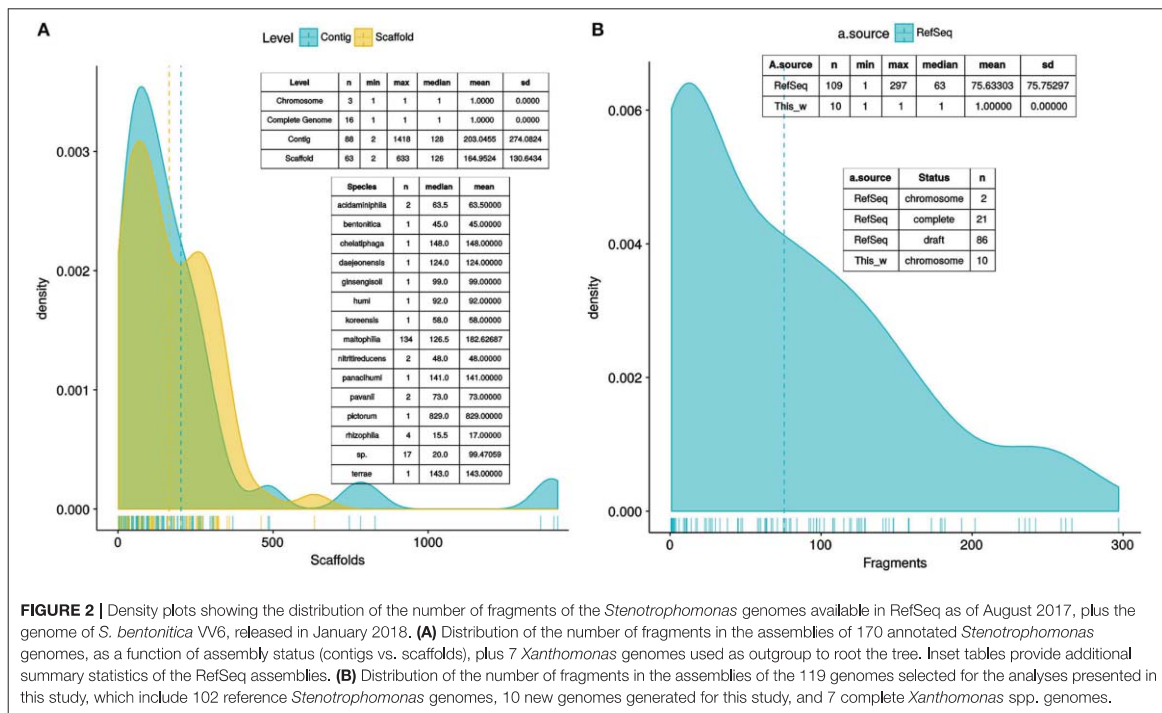 A
Level Contig Scaffold
Level n min max median mean sd
Chromosome 3 1 1 1 1.0000 0.0000
Complete Genome 16 1 1 1 1.0000 0.0000
Contig 88 2 1418 128 203.0455 274.0824
Scaffold 63 2 633 126 164.9524 130.6434
Species n median mean
acidaminiphila 2 63.5 63.50000
bentonitica 1 45.0 45.00000
chelatiphaga 1 148.0 148.00000
daejeonensis 1 124.0 124.00000
ginsengisoli 1 99.0 99.00000
humi 1 92.0 92.00000
koreensis 1 58.0 58.00000
maltophilia 134 126.5 182.62687
nitritireducens 2 48.0 48.00000
panacihumi 1 141.0 141.00000
pavanii 2 73.0 73.00000
pictorum 1 829.0 829.00000
rhizophila 4 15.5 17.00000
sp. 17 20.0 99.47059
terrae 1 143.0 143.00000
density
0.003
0.002
0.001
0.000
0 500 1000
Scaffolds
B
a.source RefSeq
A.source n min max median mean sd
RefSeq 109 1 297 63 75.63303 75.75297
This_w 10 1 1 1 1.00000 0.00000
a.source Status n
RefSeq chromosome 2
RefSeq complete 21
RefSeq draft 86
This_w chromosome 10
density
0.006
0.004
0.002
0.000
0 100 200 300
Fragments
FIGURE 2 | Density plots showing the distribution of the number of fragments of the Stenotrophomonas genomes available in RefSeq as of August 2017, plus the
genome of S. bentonitica VV6, released in January 2018. (A) Distribution of the number of fragments in the assemblies of 170 annotated Stenotrophomonas
genomes, as a function of assembly status (contigs vs. scaffolds), plus 7 Xanthomonas genomes used as outgroup to root the tree. Inset tables provide additional
summary statistics of the RefSeq assemblies. (B) Distribution of the number of fragments in the assemblies of the 119 genomes selected for the analyses presented in
this study, which include 102 reference Stenotrophomonas genomes, 10 new genomes generated for this study, and 7 complete Xanthomonas spp. genomes.